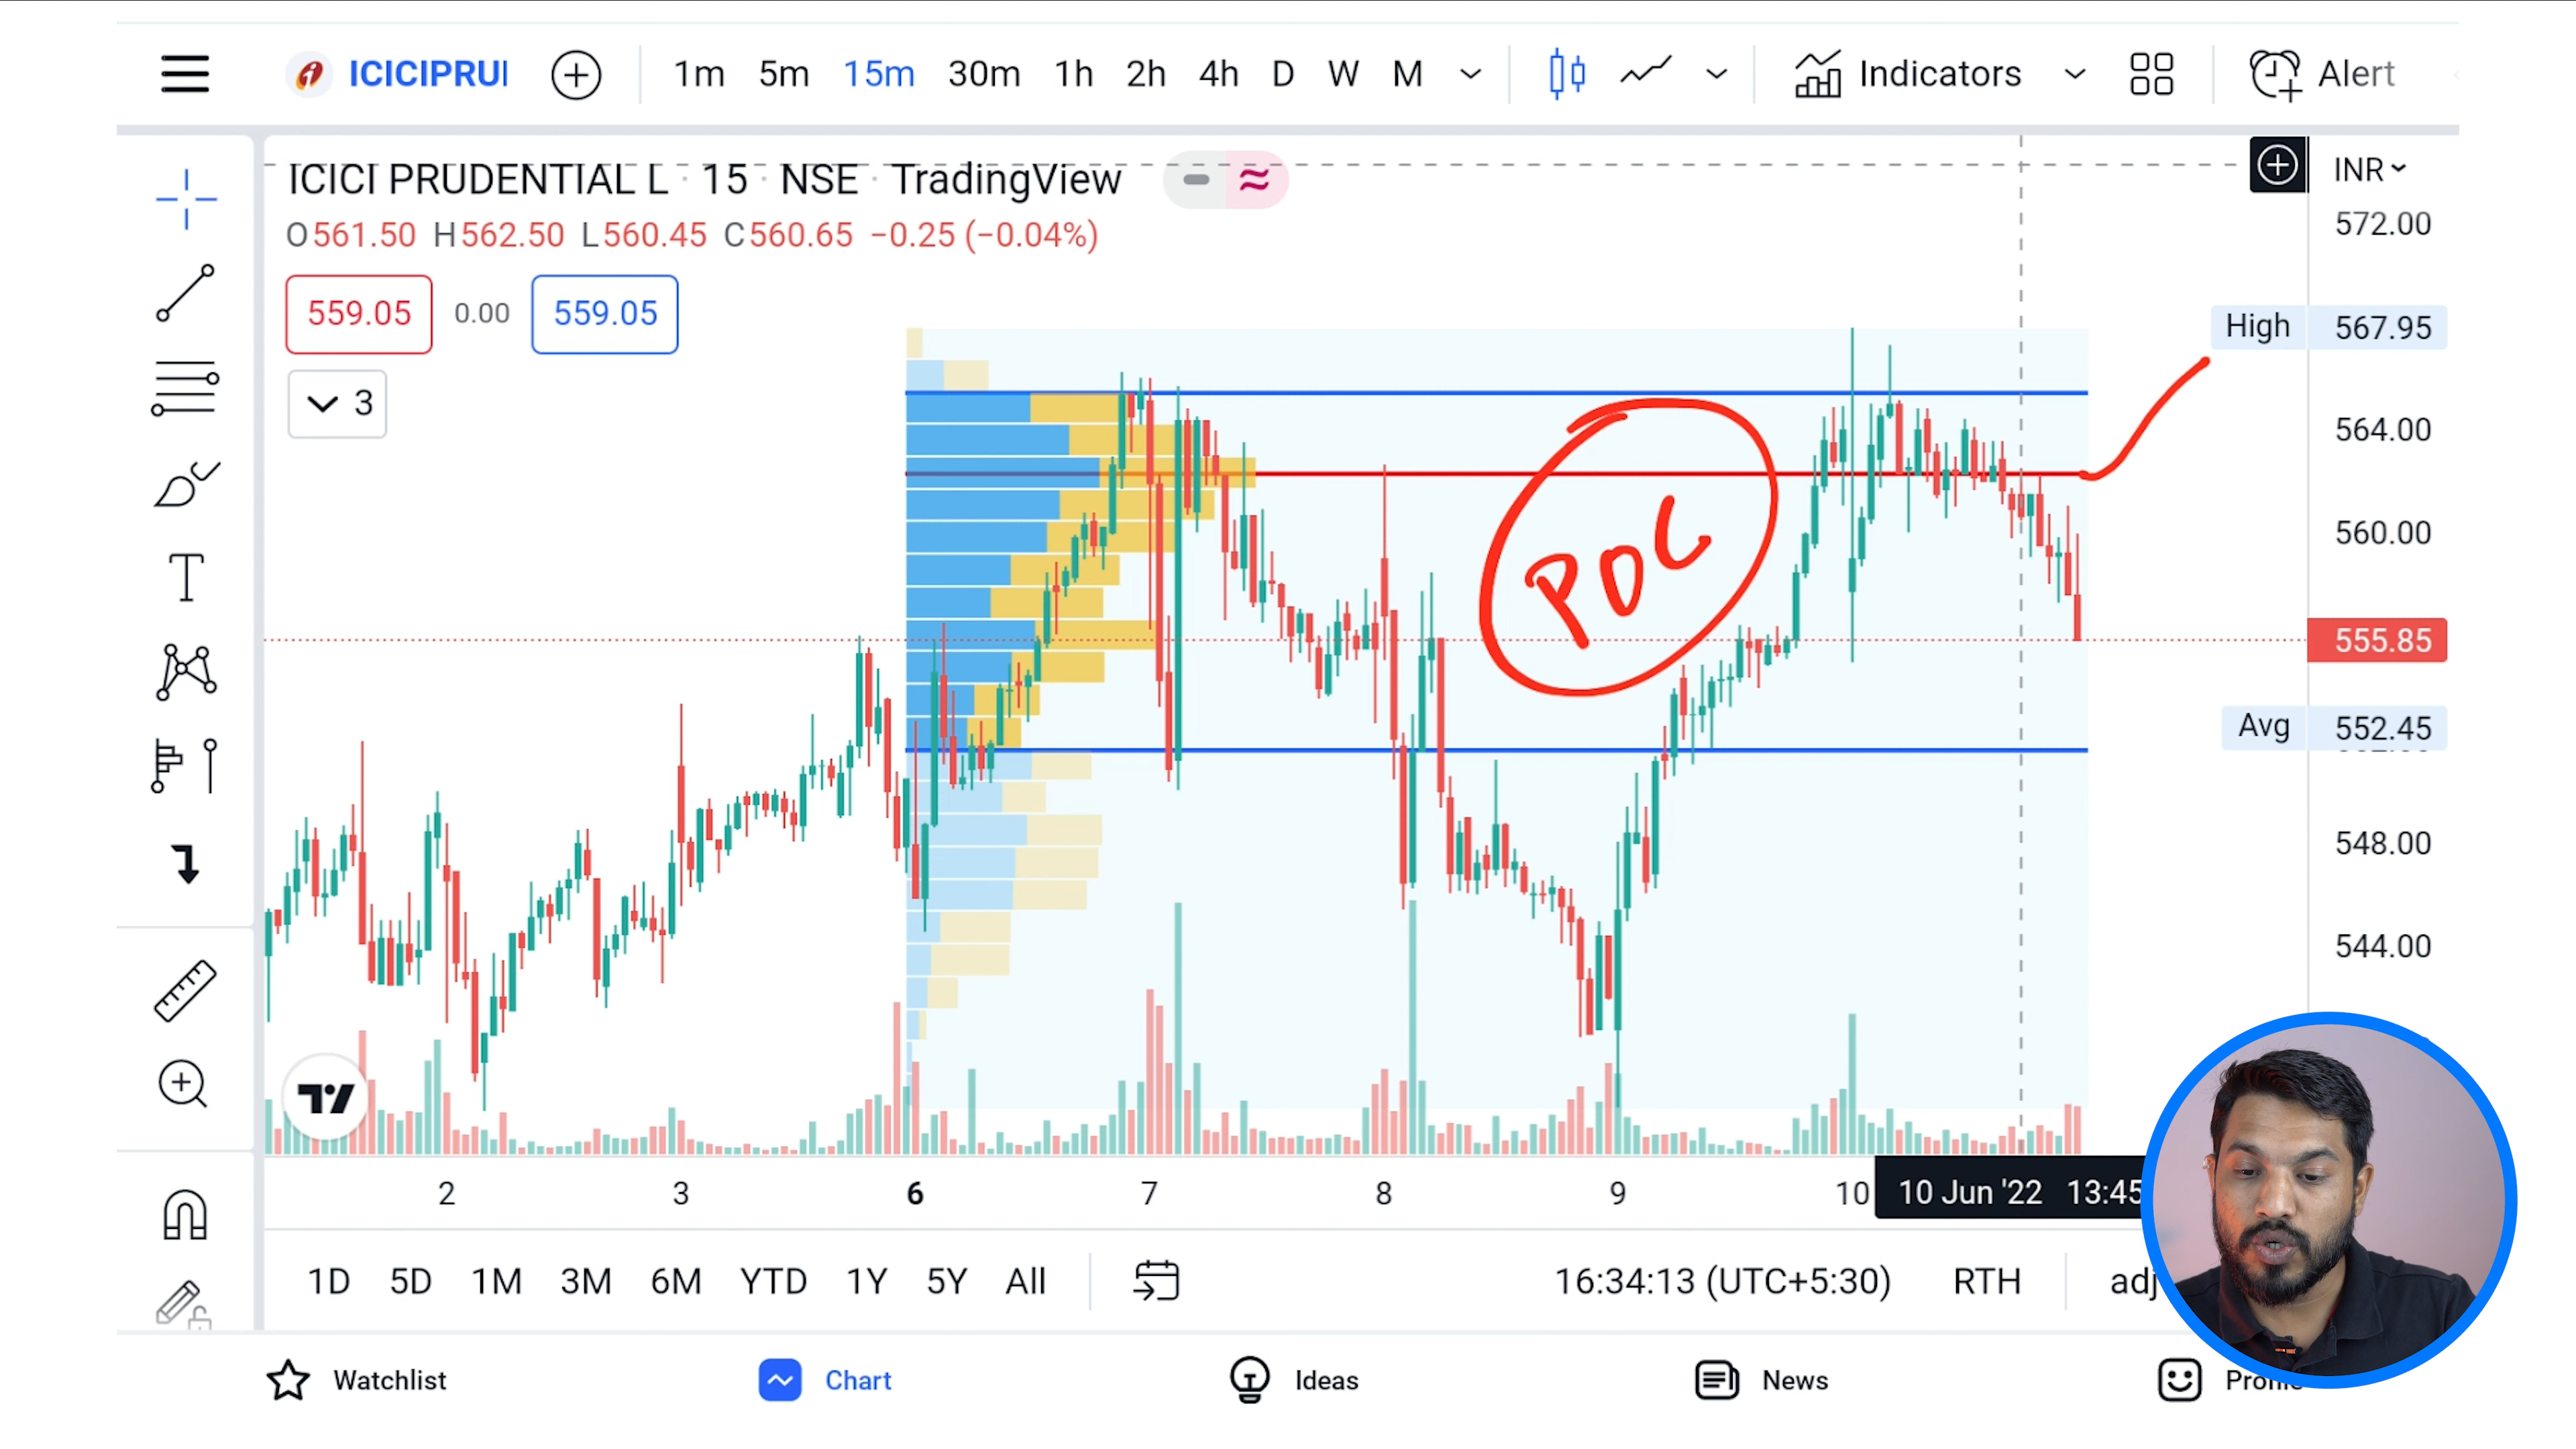 ICICIPRUI 1m 5m 15m 30m 1h 2h 4h D W M Indicators Alert
ICICI PRUDENTIAL L · 15 · NSE · TradingView
INR
O561.50 H562.50 L560.45 C560.65 −0.25 (−0.04%)
572.00
559.05 0.00 559.05
High 567.95
3
564.00
POC
560.00
555.85
Avg 552.45
548.00
544.00
2 3 6 7 8 9 10 10 Jun '22 13:45
1D 5D 1M 3M 6M YTD 1Y 5Y All 16:34:13 (UTC+5:30) RTH adj
Watchlist Chart Ideas News